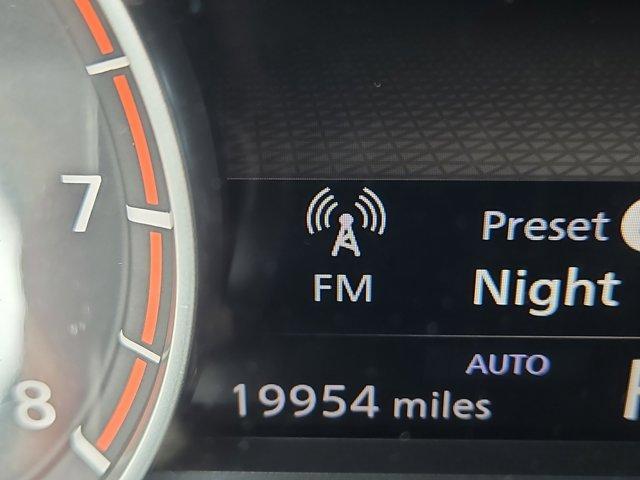 7
8
FM
Preset
Night
AUTO
19954 miles